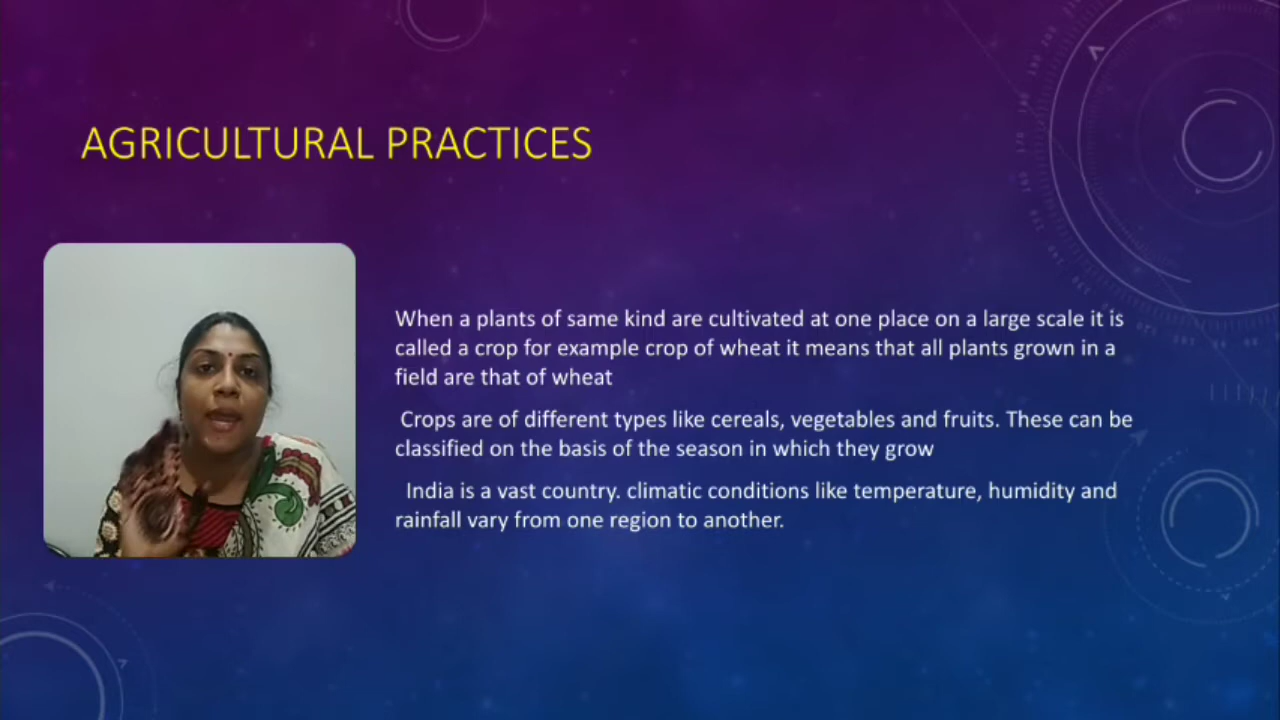 AGRICULTURAL PRACTICES
When a plants of same kind are cultivated at one place on a large scale it is
called a crop for example crop of wheat it means that all plants grown in a
field are that of wheat
Crops are of different types like cereals, vegetables and fruits. These can be
classified on the basis of the season in which they grow
India is a vast country. climatic conditions like temperature, humidity and
rainfall vary from one region to another.